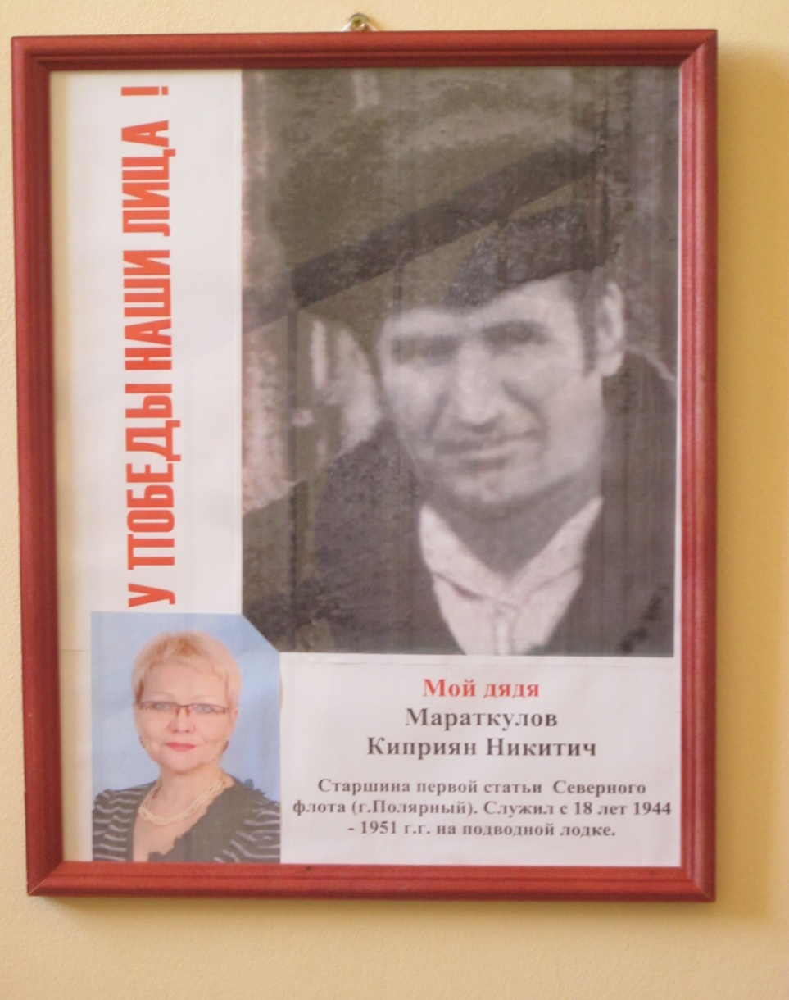 У ПОБЕДЫ НАШИ ЛИЦА !
Мой дядя
Мараткулов
Киприян Никитич
Старшина первой статьи Северного
флота (г.Полярный). Служил с 18 лет 1944
- 1951 г.г. на подводной лодке.